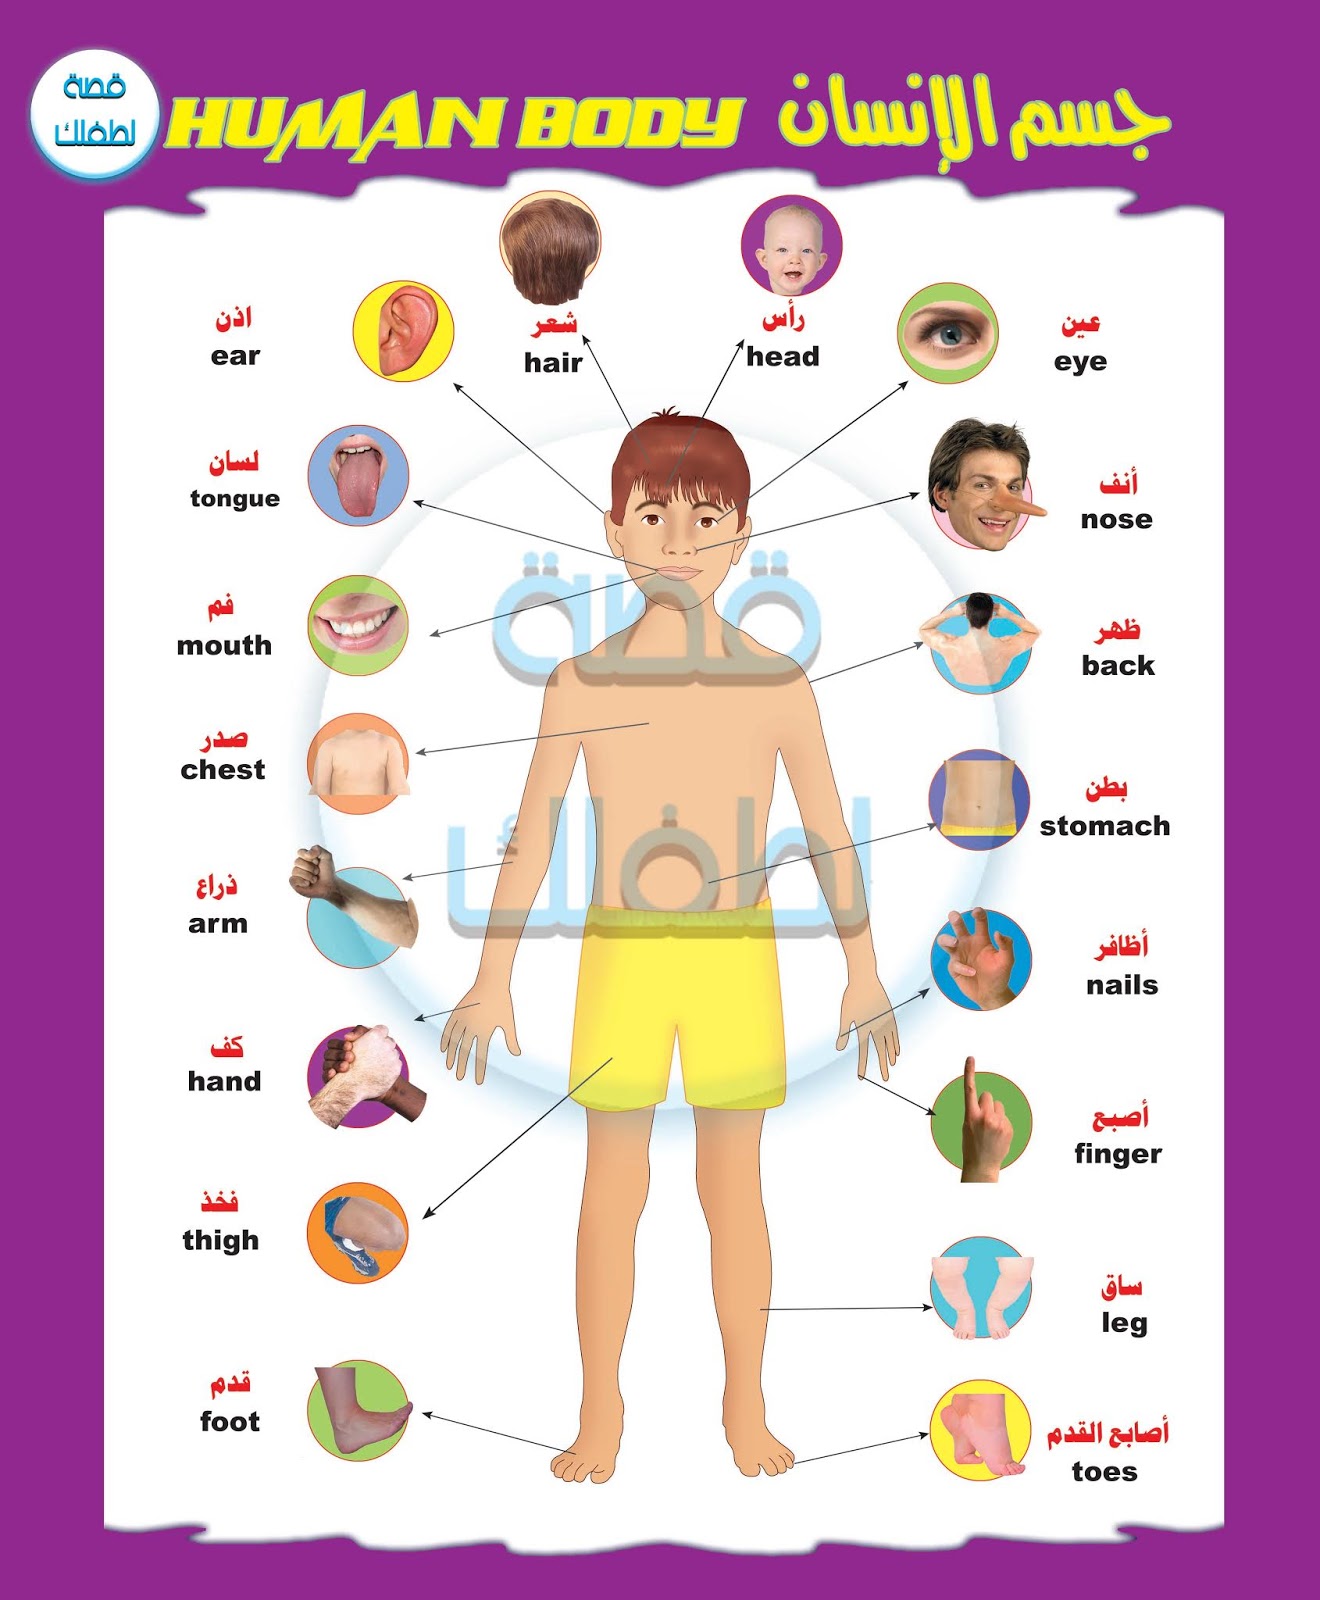 قصة
لطفلك
HUMAN BODY جسم الإنسان
شعر
hair
رأس
head
اذن
ear
عين
eye
لسان
tongue
أنف
nose
فم
mouth
ظهر
back
صدر
chest
بطن
stomach
ذراع
arm
أظافر
nails
كف
hand
أصبع
finger
فخذ
thigh
ساق
leg
قدم
foot
أصابع القدم
toes
قصة
لطفلك